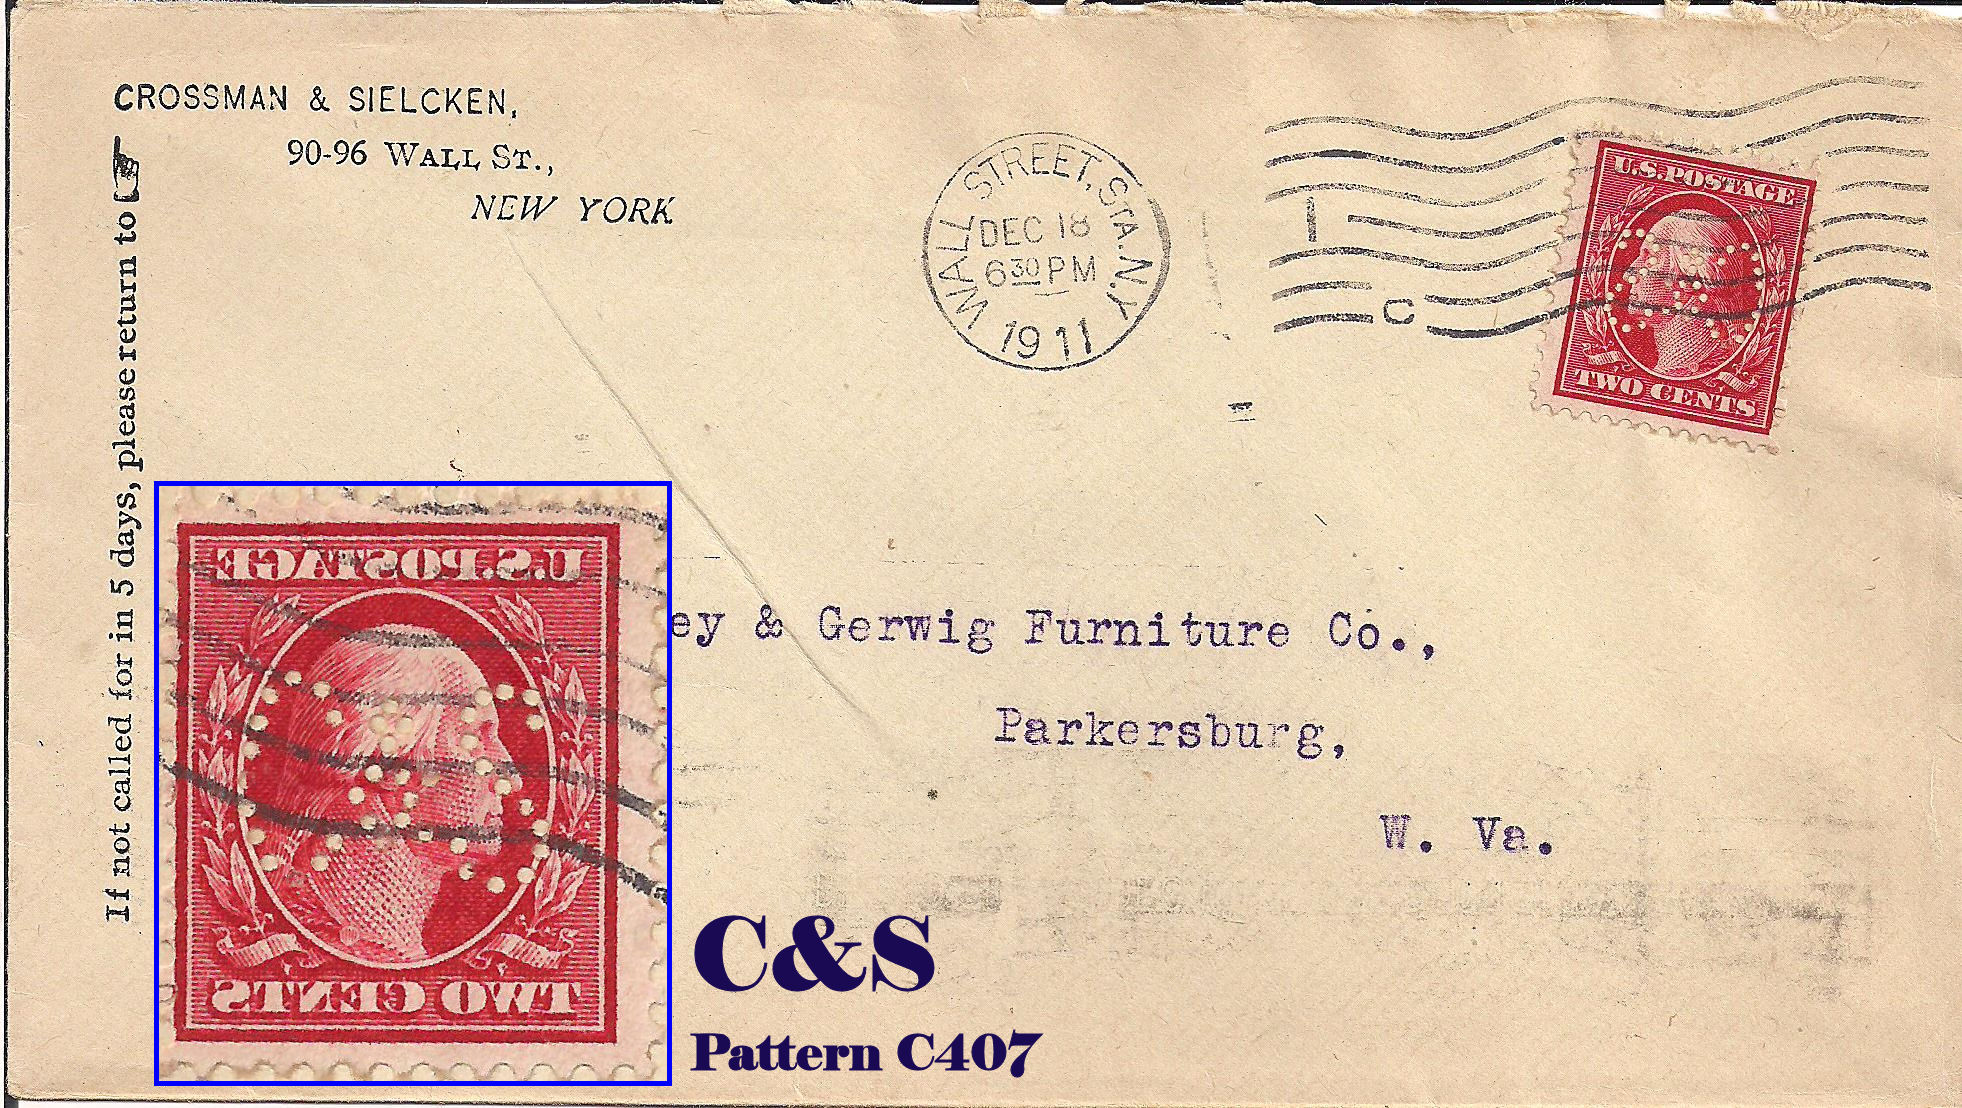 CROSSMAN & SIELCKEN,
90-96 WALL ST.,
NEW YORK
If not called for in 5 days, please return to
WALL STREET, STA. N.Y.
DEC 18
6 30 PM
1911
1
C
U.S. POSTAGE
TWO CENTS
ey & Gerwig Furniture Co.,
Parkersburg,
W. Va.
U.S. POSTAGE
C&S
TWO CENTS
C&S
Pattern C407